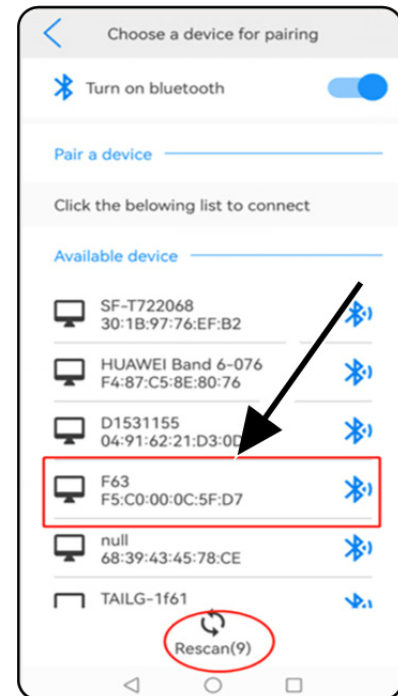 Choose a device for pairing
Turn on bluetooth
Pair a device
Click the belowing list to connect
Available device
SF-T722068
30:1B:97:76:EF:B2
HUAWEI Band 6-076
F4:87:C5:8E:80:76
D1531155
04:91:62:21:D3:0D
F63
F5:C0:00:0C:5F:D7
null
68:39:43:45:78:CE
TAILG-1f61
Rescan(9)